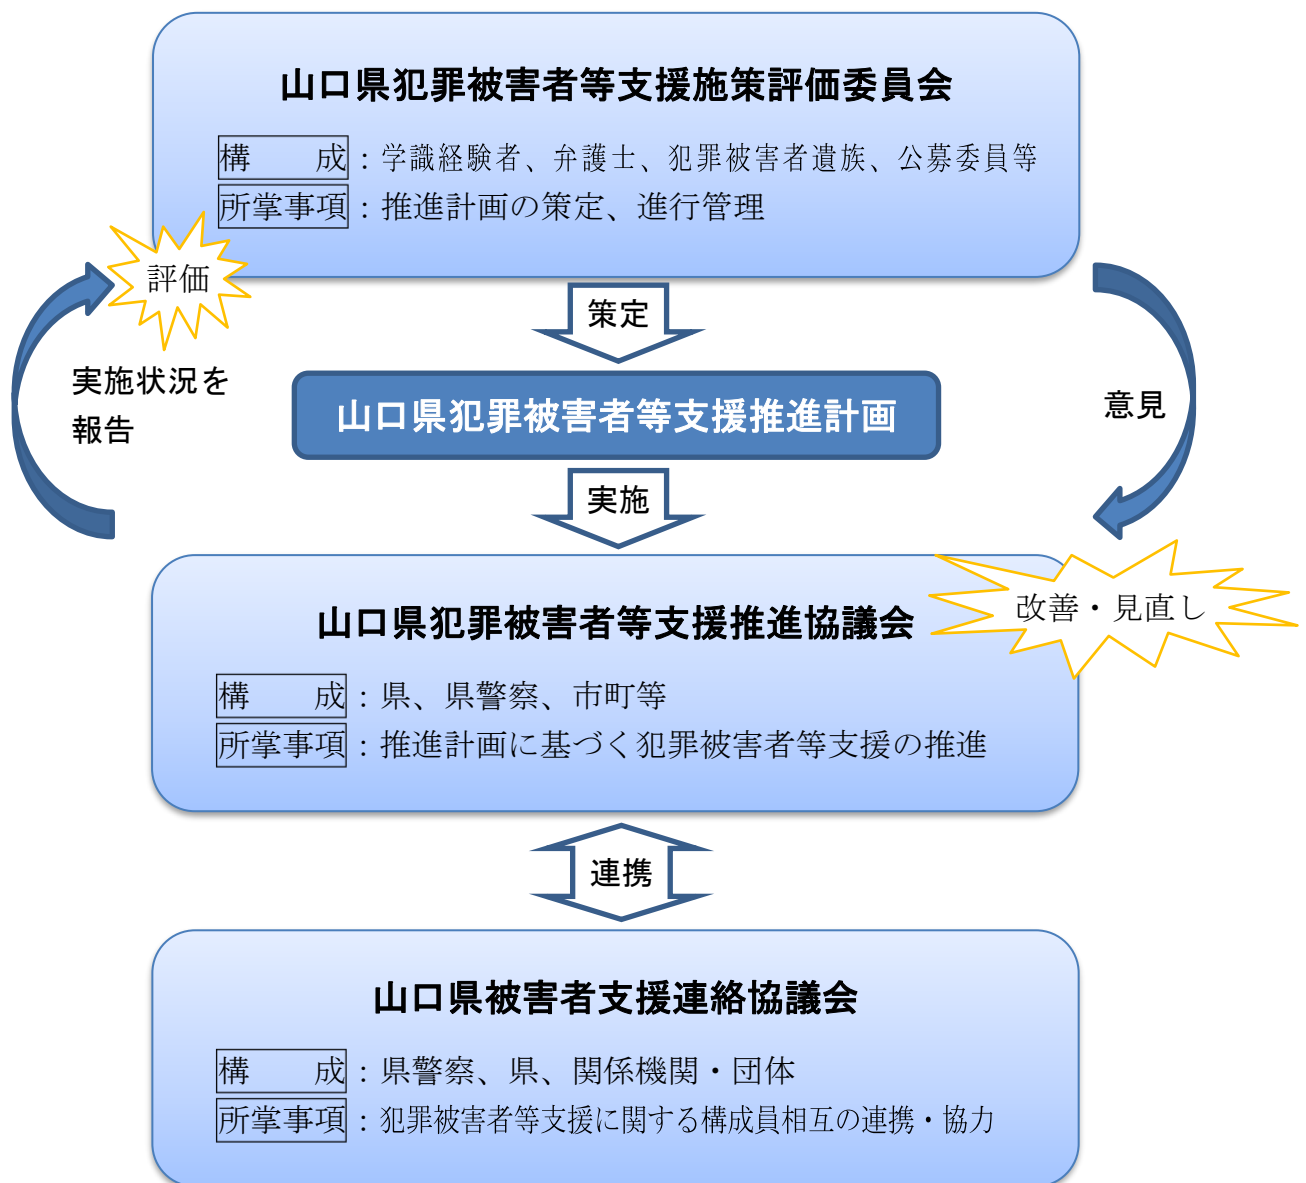 山口県犯罪被害者等支援施策評価委員会
構　　成：学識経験者、弁護士、犯罪被害者遺族、公募委員等
所掌事項：推進計画の策定、進行管理
評価
策定
実施状況を
報告
意見
山口県犯罪被害者等支援推進計画
実施
改善・見直し
山口県犯罪被害者等支援推進協議会
構　　成：県、県警察、市町等
所掌事項：推進計画に基づく犯罪被害者等支援の推進
連携
山口県被害者支援連絡協議会
構　　成：県警察、県、関係機関・団体
所掌事項：犯罪被害者等支援に関する構成員相互の連携・協力